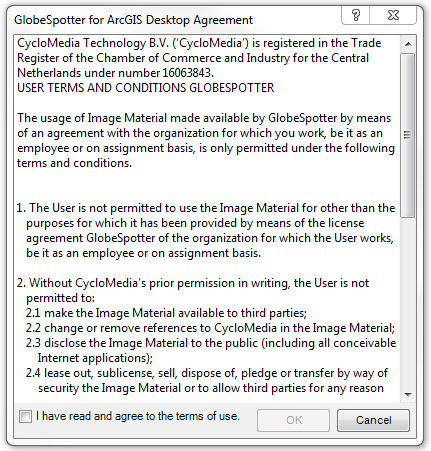 GlobeSpotter for ArcGIS Desktop Agreement
CycloMedia Technology B.V. (‘CycloMedia’) is registered in the Trade
Register of the Chamber of Commerce and Industry for the Central
Netherlands under number 16063843.
USER TERMS AND CONDITIONS GLOBESPOTTER
The usage of Image Material made available by GlobeSpotter by means
of an agreement with the organization for which you work, be it as an
employee or on assignment basis, is only permitted under the following
terms and conditions.
1. The User is not permitted to use the Image Material for other than the
purposes for which it has been provided by means of the license
agreement GlobeSpotter of the organization for which the User works,
be it as an employee or on assignment basis.
2. Without CycloMedia’s prior permission in writing, the User is not
permitted to:
2.1 make the Image Material available to third parties;
2.2 change or remove references to CycloMedia in the Image Material;
2.3 disclose the Image Material to the public (including all conceivable
Internet applications);
2.4 lease out, sublicense, sell, dispose of, pledge or transfer by way of
security the Image Material or to allow third parties for any reason
I have read and agree to the terms of use.
OK
Cancel